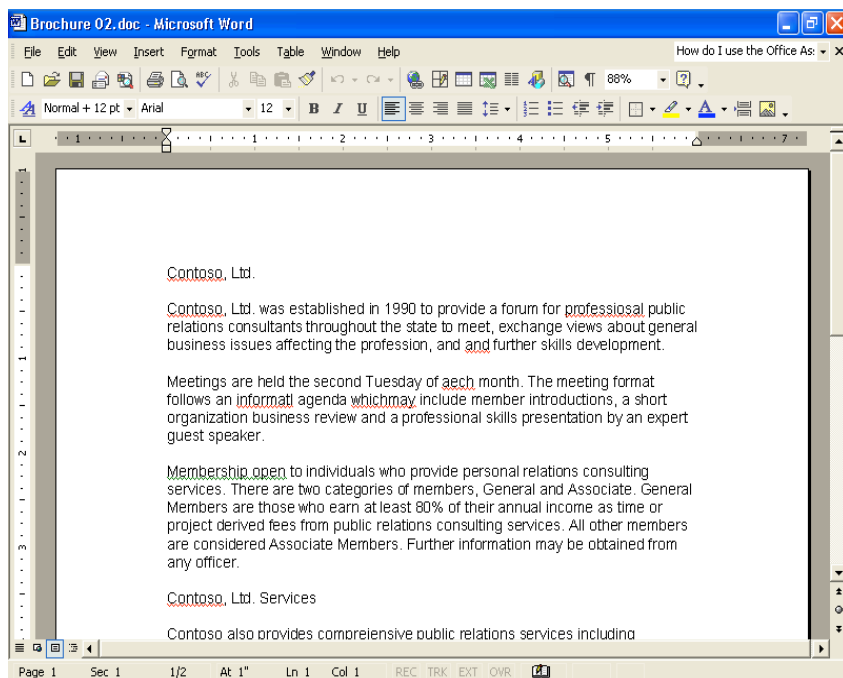 Brochure 02.doc - Microsoft Word
File Edit View Insert Format Tools Table Window Help How do I use the Office As:
88%
Normal + 12 pt Arial 12 B I U A
L 1 1 2 3 4 5 7
Contoso, Ltd.
Contoso, Ltd. was established in 1990 to provide a forum for professiosal public
relations consultants throughout the state to meet, exchange views about general
business issues affecting the profession, and and further skills development.
Meetings are held the second Tuesday of aech month. The meeting format
follows an informatl agenda whichmay include member introductions, a short
organization business review and a professional skills presentation by an expert
guest speaker.
Membership open to individuals who provide personal relations consulting
services. There are two categories of members, General and Associate. General
Members are those who earn at least 80% of their annual income as time or
project derived fees from public relations consulting services. All other members
are considered Associate Members. Further information may be obtained from
any officer.
Contoso, Ltd. Services
Contoso also provides compreiensive public relations services including
Page 1 Sec 1 1/2 At 1" Ln 1 Col 1 REC TRK EXT OVR